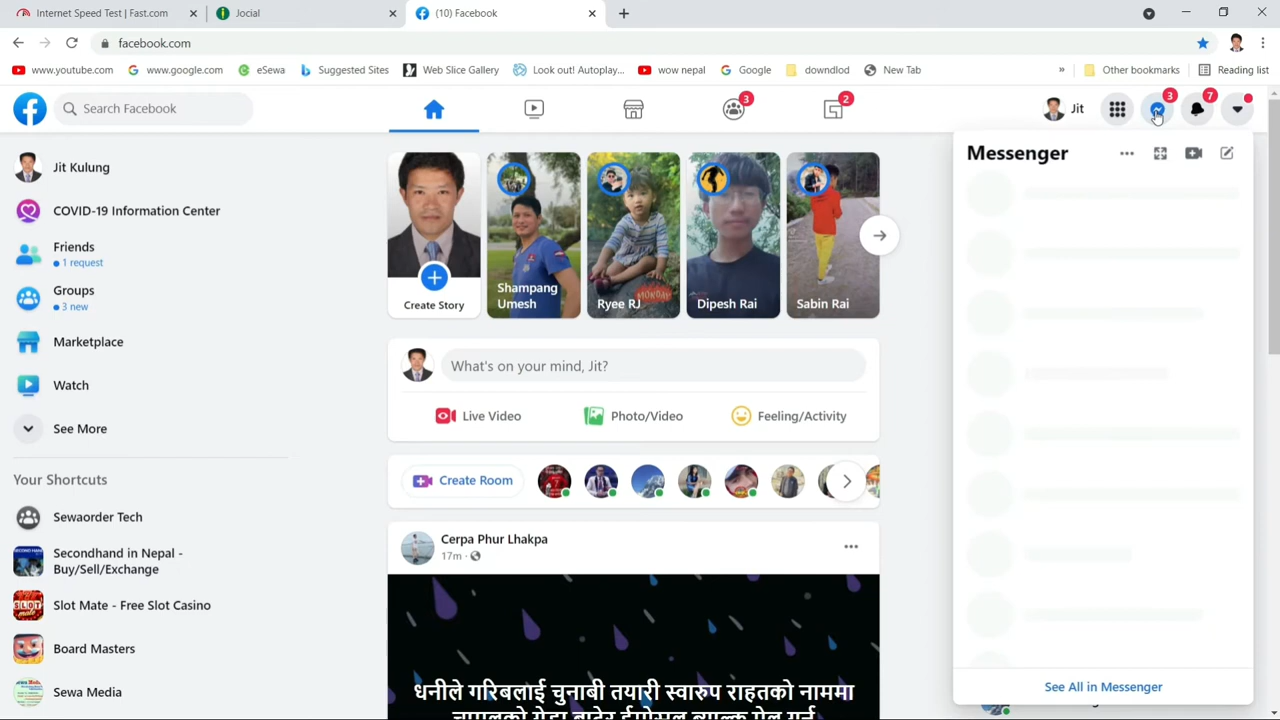 Internet Speed Test | Fast.com
Jocial
(10) Facebook
facebook.com
www.youtube.com
www.google.com
eSewa
Suggested Sites
Web Slice Gallery
Look out! Autoplay...
wow nepal
Google
downdlod
New Tab
»
Other bookmarks
Reading list
Search Facebook
3
2
Jit
3
7
Jit Kulung
COVID-19 Information Center
Friends
1 request
Groups
3 new
Marketplace
Watch
See More
Your Shortcuts
Sewaorder Tech
Secondhand in Nepal -
Buy/Sell/Exchange
Slot Mate - Free Slot Casino
Board Masters
Sewa Media
Create Story
Shampang
Umesh
MONDAY
Ryee RJ
Dipesh Rai
Sabin Rai
What's on your mind, Jit?
Live Video
Photo/Video
Feeling/Activity
Create Room
Cerpa Phur Lhakpa
17m ·
धनीले गरिबलाई चुनाबी तयारी स्वारुप राहतको नाममा
Messenger
See All in Messenger